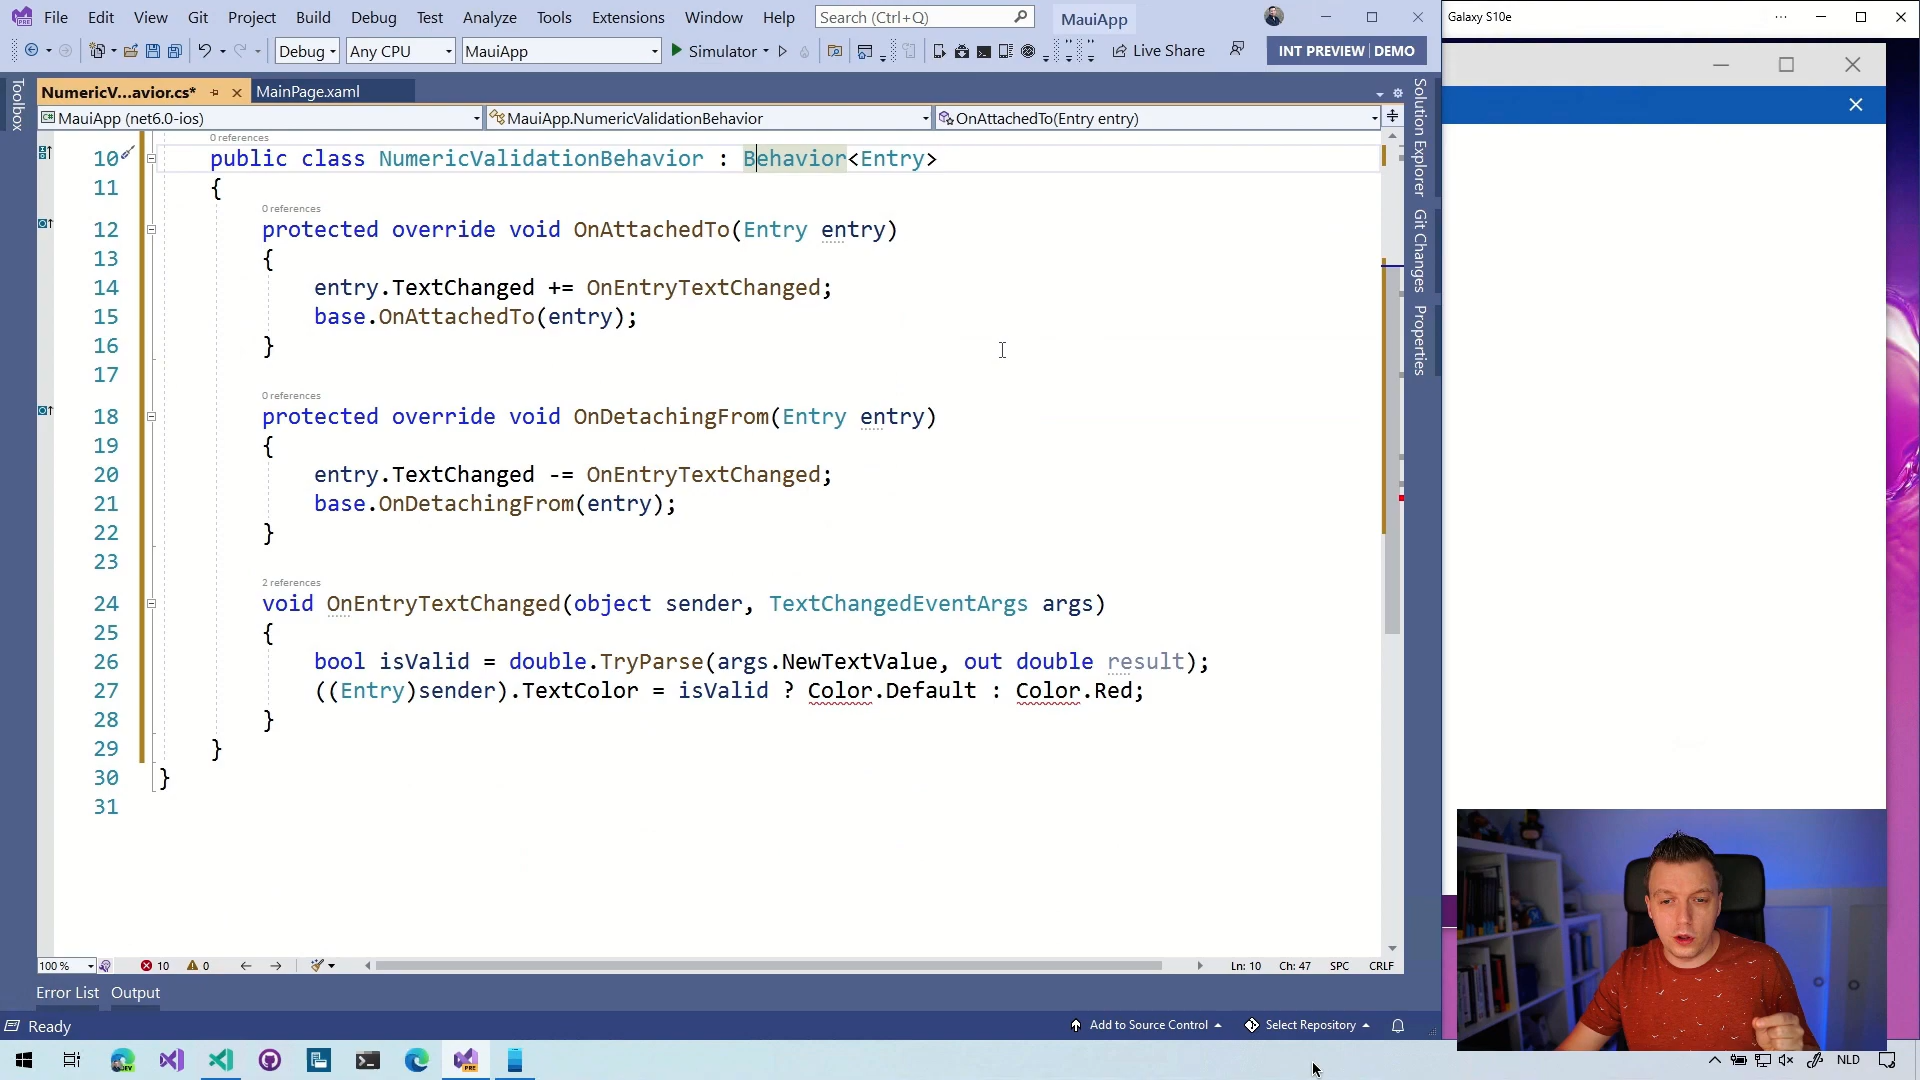 File Edit View Git Project Build Debug Test Analyze Tools Extensions Window Help Search (Ctrl+Q) MauiApp
Galaxy S10e
Debug Any CPU MauiApp Simulator Live Share INT PREVIEW DEMO
NumericV...avior.cs* MainPage.xaml
MauiApp (net6.0-ios) MauiApp.NumericValidationBehavior OnAttachedTo(Entry entry)
Toolbox
Solution Explorer
Git Changes
Properties
0 references
10 public class NumericValidationBehavior : Behavior<Entry>
11 {
0 references
12 protected override void OnAttachedTo(Entry entry)
13 {
14 entry.TextChanged += OnEntryTextChanged;
15 base.OnAttachedTo(entry);
16 }
17
0 references
18 protected override void OnDetachingFrom(Entry entry)
19 {
20 entry.TextChanged -= OnEntryTextChanged;
21 base.OnDetachingFrom(entry);
22 }
23
2 references
24 void OnEntryTextChanged(object sender, TextChangedEventArgs args)
25 {
26 bool isValid = double.TryParse(args.NewTextValue, out double result);
27 ((Entry)sender).TextColor = isValid ? Color.Default : Color.Red;
28 }
29 }
30 }
31
100 % 10 0 Ln: 10 Ch: 47 SPC CRLF
Error List Output
Ready Add to Source Control Select Repository
NLD